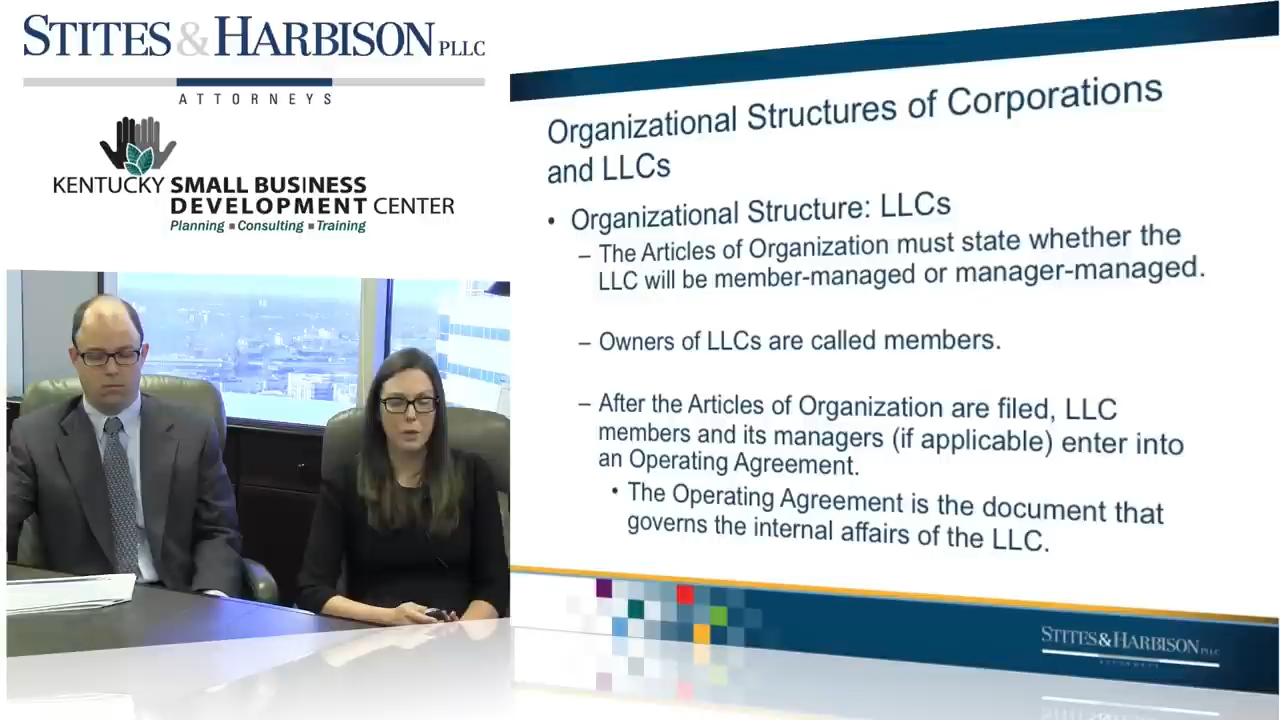 STITES & HARBISON PLLC
ATTORNEYS
KENTUCKY SMALL BUSINESS
DEVELOPMENT CENTER
Planning ▪ Consulting ▪ Training
Organizational Structures of Corporations
and LLCs
• Organizational Structure: LLCs
– The Articles of Organization must state whether the
LLC will be member-managed or manager-managed.
– Owners of LLCs are called members.
– After the Articles of Organization are filed, LLC
members and its managers (if applicable) enter into
an Operating Agreement.
• The Operating Agreement is the document that
governs the internal affairs of the LLC.
STITES & HARBISON PLLC
ATTORNEYS